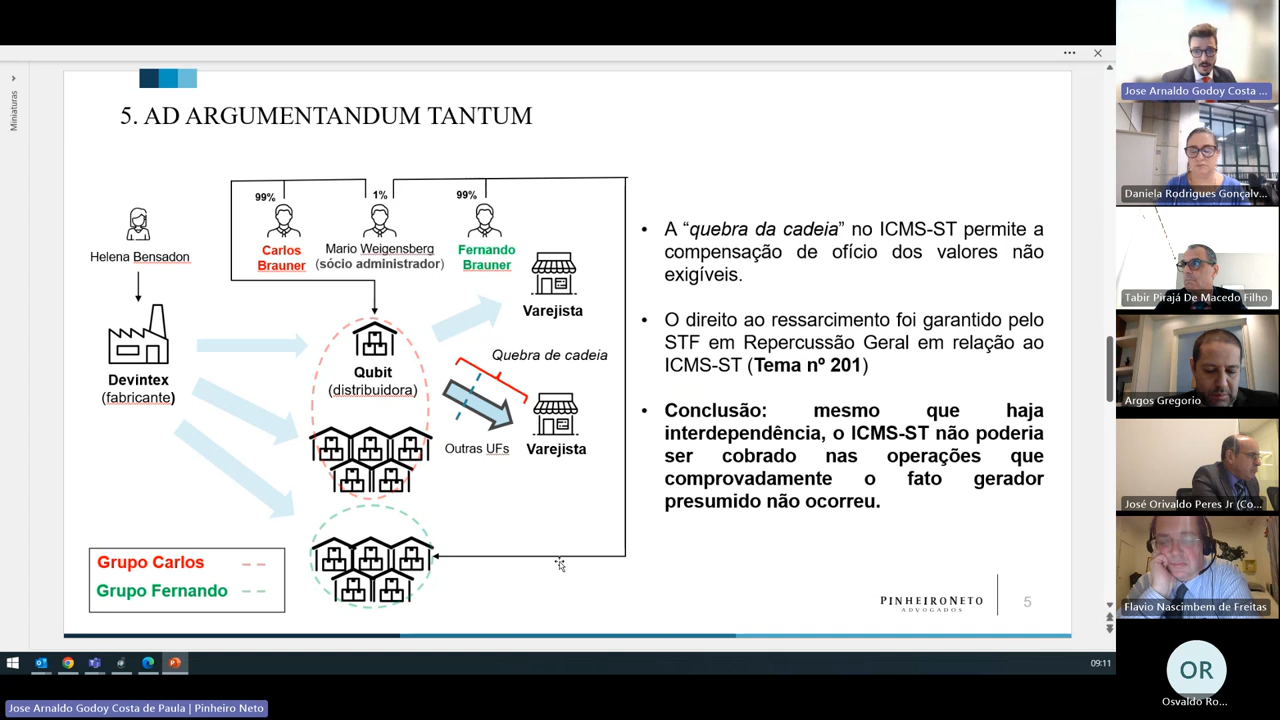 Miniaturas
5. AD ARGUMENTANDUM TANTUM
99%
1%
99%
Helena Bensadon
Carlos
Brauner
Mario Weigensberg
(sócio administrador)
Fernando
Brauner
Varejista
Devintex
(fabricante)
Qubit
(distribuidora)
Quebra de cadeia
Outras UFs
Varejista
Grupo Carlos
Grupo Fernando
• A “quebra da cadeia” no ICMS-ST permite a
compensação de ofício dos valores não
exigíveis.
• O direito ao ressarcimento foi garantido pelo
STF em Repercussão Geral em relação ao
ICMS-ST (Tema nº 201)
• Conclusão: mesmo que haja
interdependência, o ICMS-ST não poderia
ser cobrado nas operações que
comprovadamente o fato gerador
presumido não ocorreu.
PINHEIRONETO
ADVOGADOS
5
09:11
Jose Arnaldo Godoy Costa de Paula | Pinheiro Neto
Jose Arnaldo Godoy Costa ...
Daniela Rodrigues Gonçalv...
Tabir Pirajá De Macedo Filho
Argos Gregorio
José Orivaldo Peres Jr (Co...
Flavio Nascimbem de Freitas
OR
Osvaldo Ro...